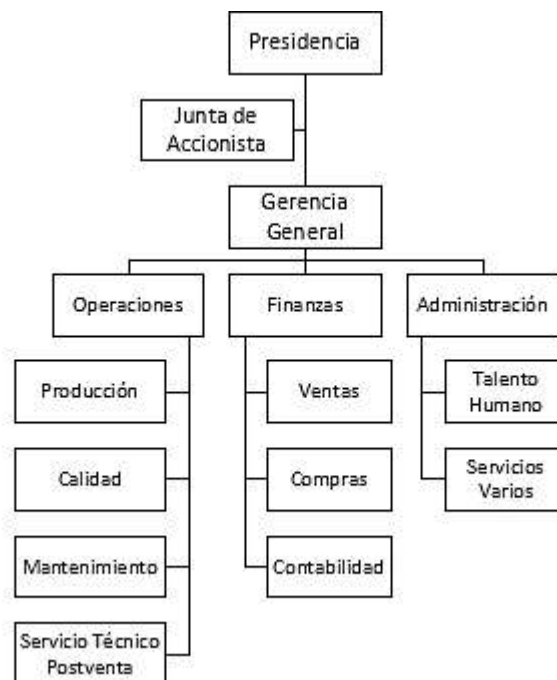 Presidencia
Junta de
Accionista
Gerencia
General
Operaciones
Finanzas
Administración
Producción
Ventas
Talento
Humano
Calidad
Compras
Servicios
Varios
Mantenimiento
Contabilidad
Servicio Técnico
Postventa